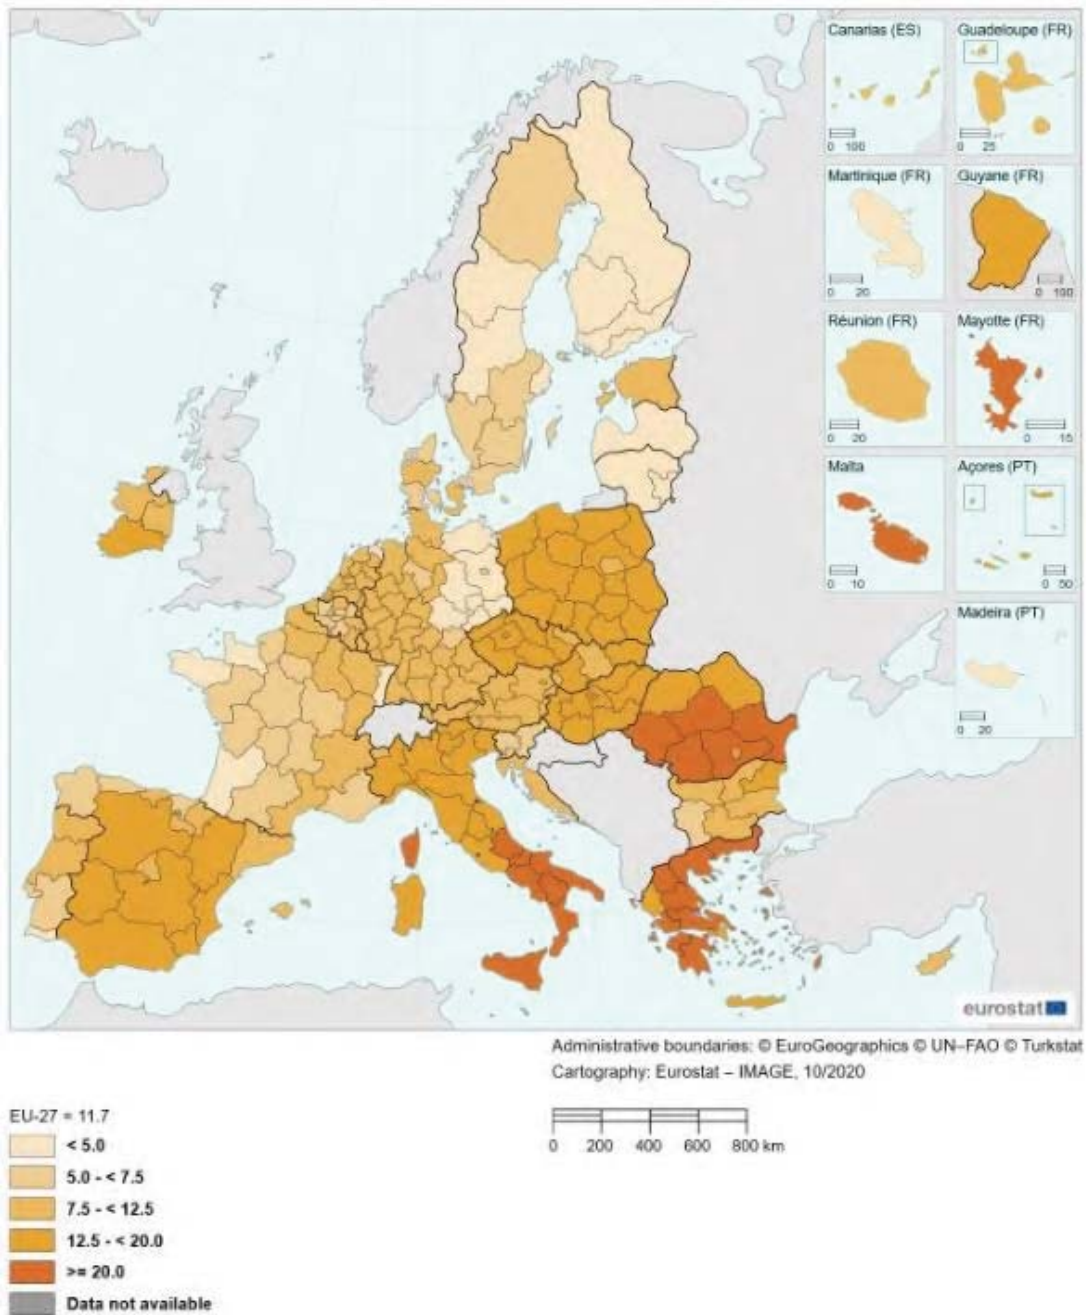 Canarias (ES)
0 100
Guadeloupe (FR)
0 25
Martinique (FR)
0 20
Guyane (FR)
0 100
Réunion (FR)
0 20
Mayotte (FR)
0 15
Malta
0 10
Açores (PT)
0 50
Madeira (PT)
0 20
eurostat
Administrative boundaries: © EuroGeographics © UN–FAO © Turkstat
Cartography: Eurostat – IMAGE, 10/2020
0 200 400 600 800 km
EU-27 = 11.7
< 5.0
5.0 - < 7.5
7.5 - < 12.5
12.5 - < 20.0
>= 20.0
Data not available